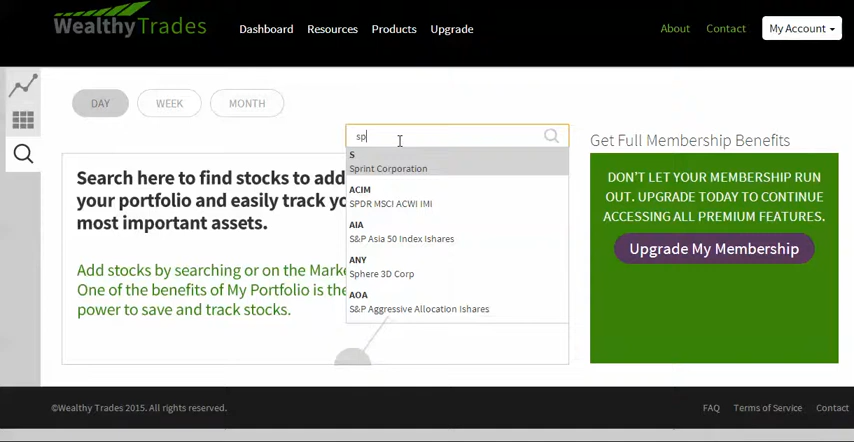 WealthyTrades
Dashboard Resources Products Upgrade
About Contact My Account
DAY WEEK MONTH
sp
S
Sprint Corporation
ACIM
SPDR MSCI ACWI IMI
AIA
S&P Asia 50 Index Ishares
ANY
Sphere 3D Corp
AOA
S&P Aggressive Allocation Ishares
Search here to find stocks to add
your portfolio and easily track yo
most important assets.
Add stocks by searching or on the Marke
One of the benefits of My Portfolio is the
power to save and track stocks.
Get Full Membership Benefits
DON'T LET YOUR MEMBERSHIP RUN
OUT. UPGRADE TODAY TO CONTINUE
ACCESSING ALL PREMIUM FEATURES.
Upgrade My Membership
©Wealthy Trades 2015. All rights reserved.
FAQ Terms of Service Contact